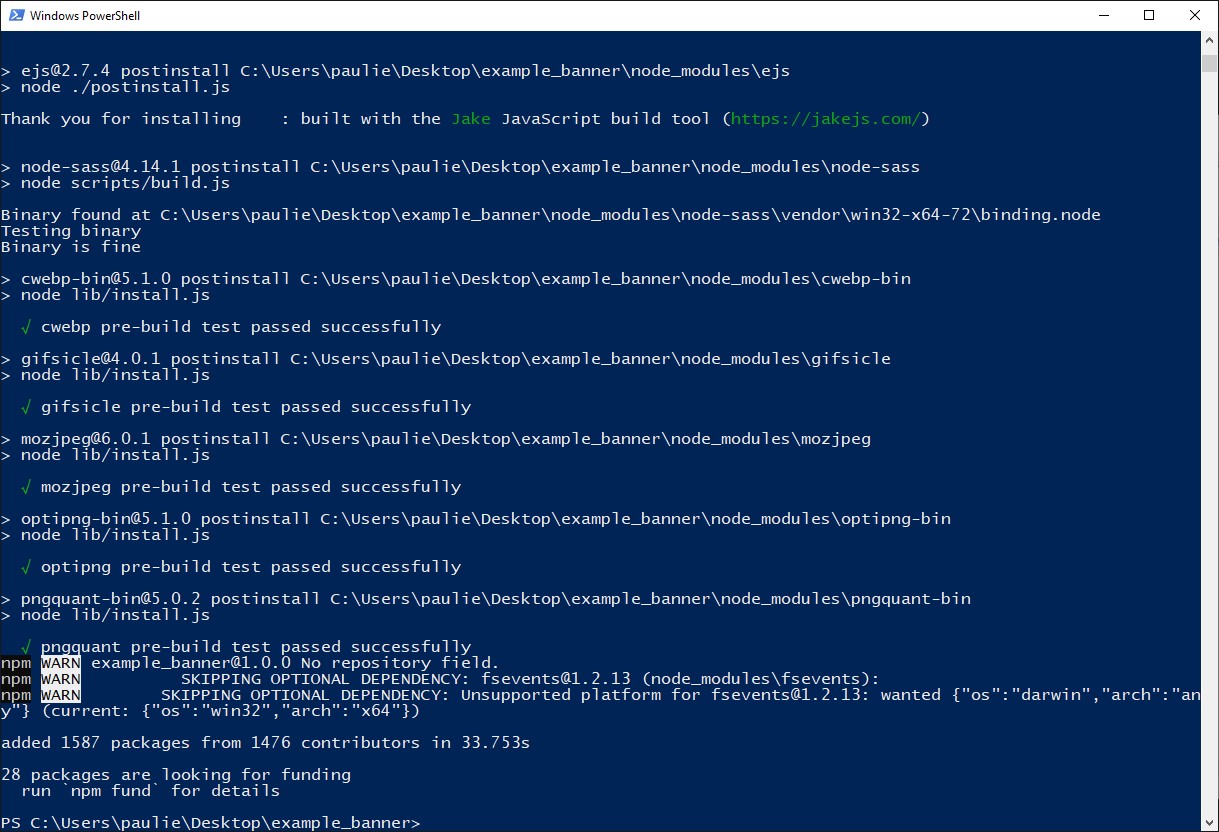 Windows PowerShell
> ejs@2.7.4 postinstall C:\Users\paulie\Desktop\example_banner\node_modules\ejs
> node ./postinstall.js
Thank you for installing    : built with the Jake JavaScript build tool (https://jakejs.com/)
> node-sass@4.14.1 postinstall C:\Users\paulie\Desktop\example_banner\node_modules\node-sass
> node scripts/build.js
Binary found at C:\Users\paulie\Desktop\example_banner\node_modules\node-sass\vendor\win32-x64-72\binding.node
Testing binary
Binary is fine
> cwebp-bin@5.1.0 postinstall C:\Users\paulie\Desktop\example_banner\node_modules\cwebp-bin
> node lib/install.js
√ cwebp pre-build test passed successfully
> gifsicle@4.0.1 postinstall C:\Users\paulie\Desktop\example_banner\node_modules\gifsicle
> node lib/install.js
√ gifsicle pre-build test passed successfully
> mozjpeg@6.0.1 postinstall C:\Users\paulie\Desktop\example_banner\node_modules\mozjpeg
> node lib/install.js
√ mozjpeg pre-build test passed successfully
> optipng-bin@5.1.0 postinstall C:\Users\paulie\Desktop\example_banner\node_modules\optipng-bin
> node lib/install.js
√ optipng pre-build test passed successfully
> pngquant-bin@5.0.2 postinstall C:\Users\paulie\Desktop\example_banner\node_modules\pngquant-bin
> node lib/install.js
√ pngquant pre-build test passed successfully
npm WARN example_banner@1.0.0 No repository field.
npm WARN          SKIPPING OPTIONAL DEPENDENCY: fsevents@1.2.13 (node_modules\fsevents):
npm WARN        SKIPPING OPTIONAL DEPENDENCY: Unsupported platform for fsevents@1.2.13: wanted {"os":"darwin","arch":"an
y"} (current: {"os":"win32","arch":"x64"})
added 1587 packages from 1476 contributors in 33.753s
28 packages are looking for funding
run `npm fund` for details
PS C:\Users\paulie\Desktop\example_banner>